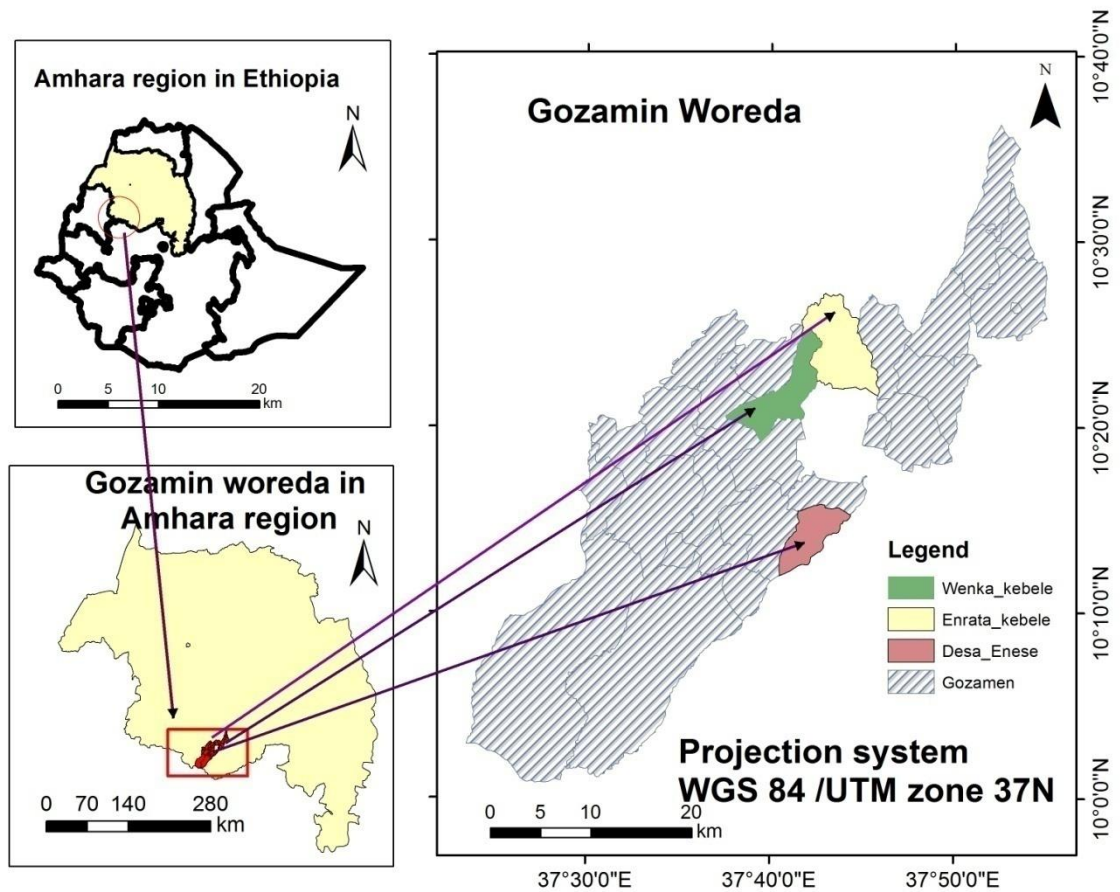 Amhara region in Ethiopia
N
0 5 10 20
km
Gozamin woreda in
Amhara region
N
0 70 140 280
km
Gozamin Woreda
N
Legend
Wenka_kebele
Enrata_kebele
Desa_Enese
Gozamen
Projection system
WGS 84 /UTM zone 37N
0 5 10 20
km
10°40'0"N
10°30'0"N
10°20'0"N
10°10'0"N
10°0'0"N
37°30'0"E 37°40'0"E 37°50'0"E